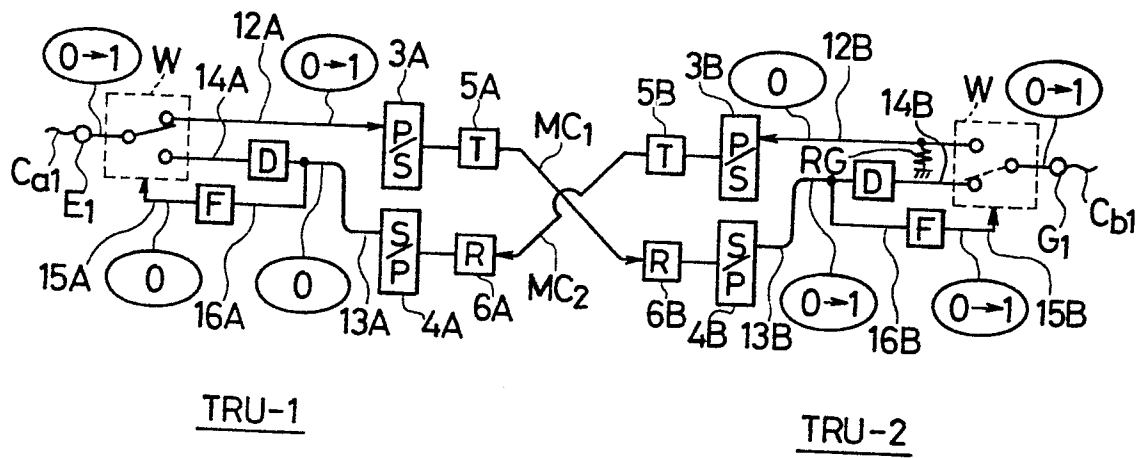 12A
W
14A
0→1
0→1
3A
5A
MC1
5B
3B
0
12B
14B
W
0→1
P/S
T
T
P/S
RG
Ca1
E1
D
D
F
S/P
R
R
S/P
F
G1
Cb1
15A
0
16A
0
13A
4A
6A
MC2
6B
4B
13B
0→1
16B
0→1
15B
TRU-1
TRU-2